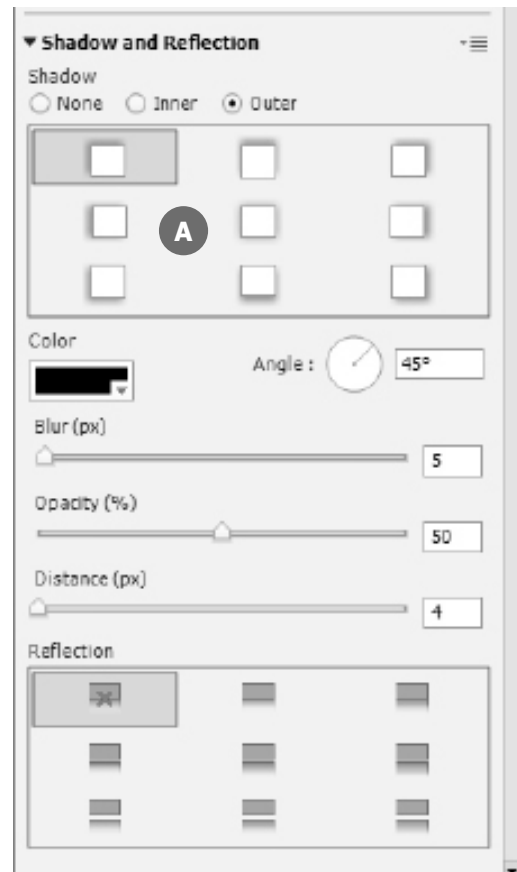 Shadow and Reflection
Shadow
None Inner Outer
A
Color
Angle : 45°
Blur (px)
5
Opacity (%)
50
Distance (px)
4
Reflection